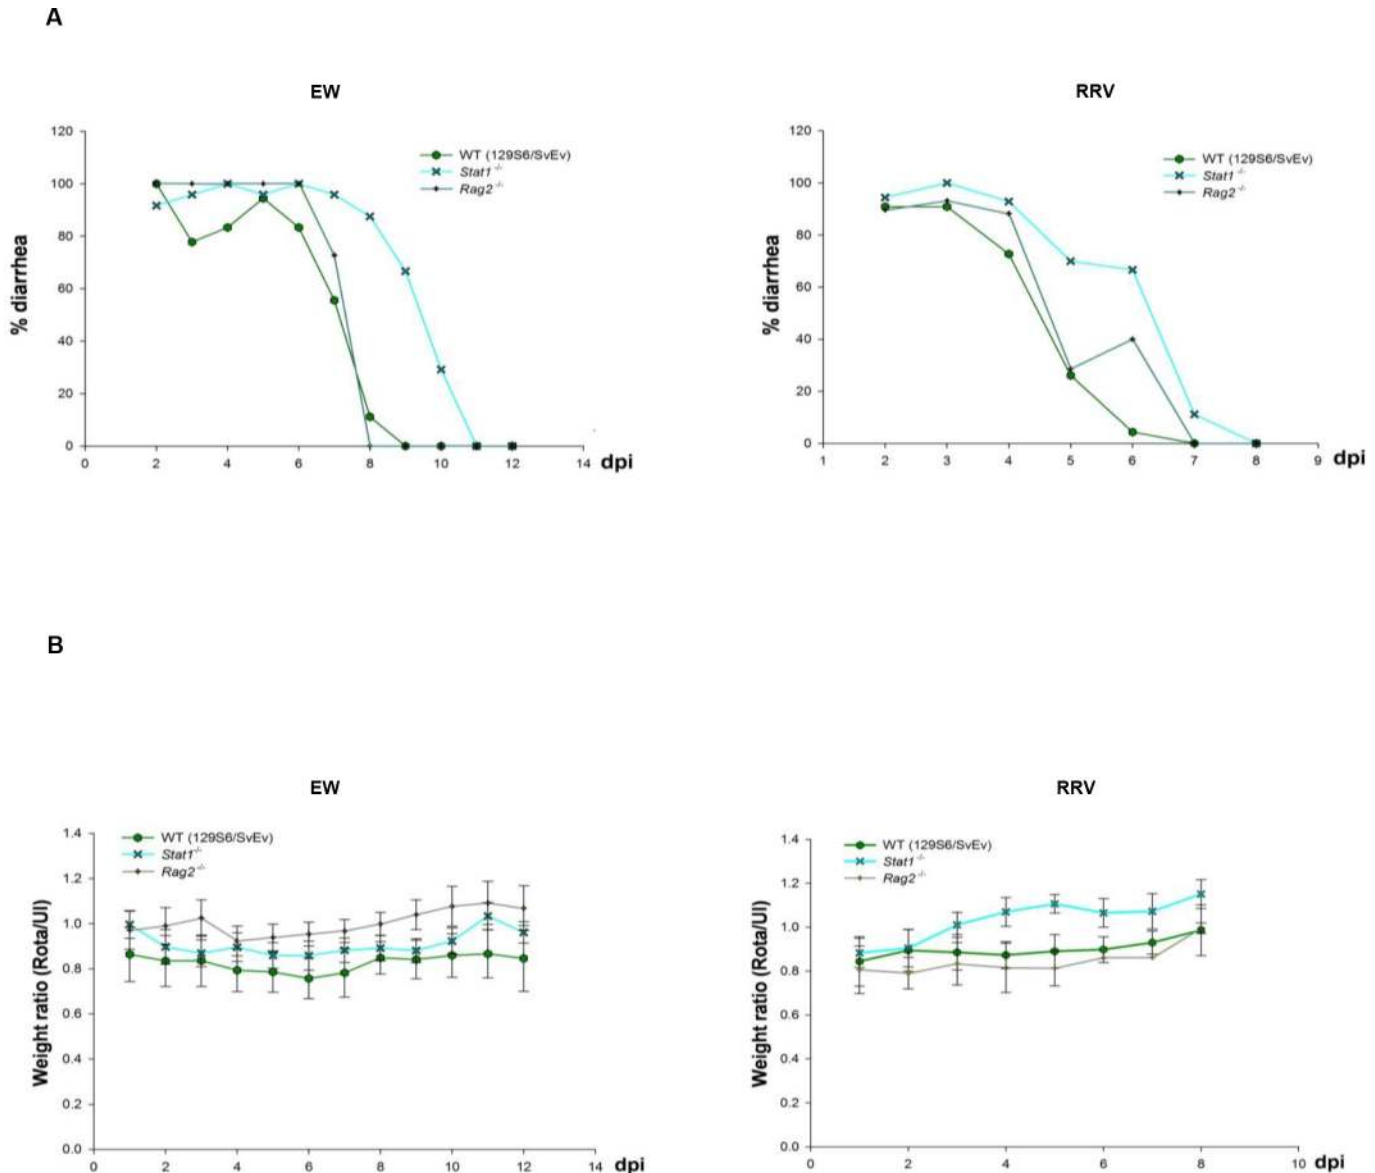 A
EW
RRV
WT (129S6/SvEv)
Stat1-/-
Rag2-/-
WT (129S6/SvEv)
Stat1-/-
Rag2-/-
% diarrhea
120
100
80
60
40
20
0
0 2 4 6 8 10 12 14 dpi
% diarrhea
120
100
80
60
40
20
0
1 2 3 4 5 6 7 8 9 dpi
B
EW
RRV
WT (129S6/SvEv)
Stat1-/-
Rag2-/-
WT (129S6/SvEv)
Stat1-/-
Rag2-/-
Weight ratio (Rota/UI)
1.4
1.2
1.0
0.8
0.6
0.4
0.2
0.0
0 2 4 6 8 10 12 14 dpi
Weight ratio (Rota/UI)
1.4
1.2
1.0
0.8
0.6
0.4
0.2
0.0
0 2 4 6 8 10 dpi